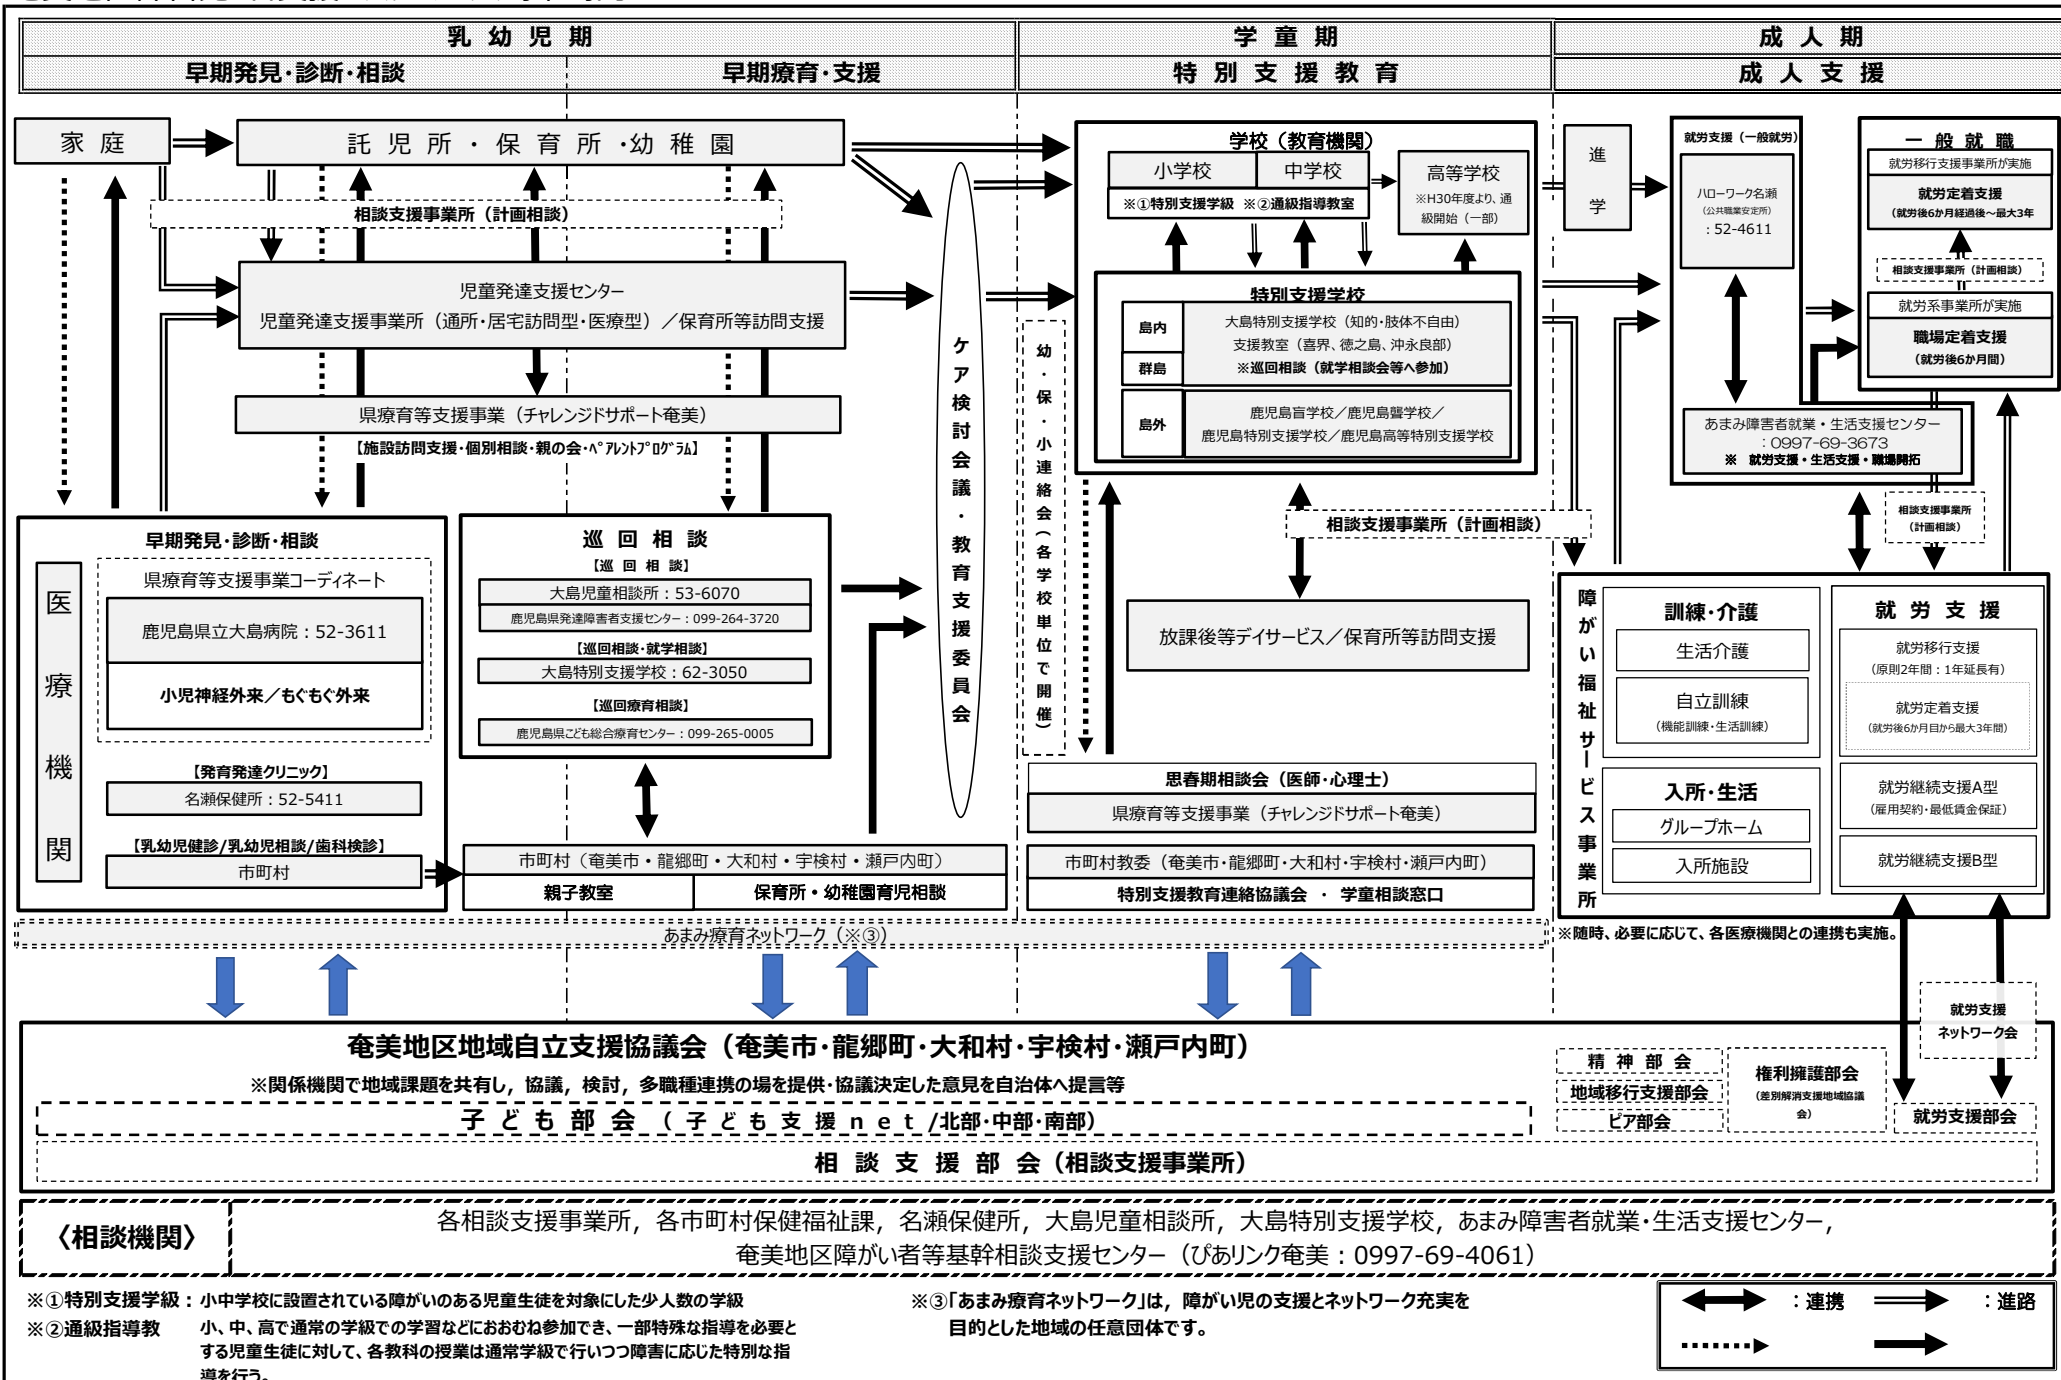 乳 幼 児 期
学 童 期
成 人 期
早期発見･診断･相談
早期療育･支援
特 別 支 援 教 育
成 人 支 援
家 庭
託 児 所 ・ 保 育 所 ・幼 稚 園
相談支援事業所（計画相談）
児童発達支援センター
児童発達支援事業所（通所・居宅訪問型・医療型）／保育所等訪問支援
県療育等支援事業（チャレンジドサポート奄美）
【施設訪問支援･個別相談･親の会･ﾍﾟｱﾚﾝﾄﾌﾟﾛｸﾞﾗﾑ】
早期発見･診断･相談
医療機関
県療育等支援事業コーディネート
鹿児島県立大島病院：52-3611
小児神経外来／もぐもぐ外来
【発育発達クリニック】
名瀬保健所：52-5411
【乳幼児健診/乳幼児相談/歯科検診】
市町村
巡 回 相 談
【巡 回 相 談】
大島児童相談所：53-6070
鹿児島県発達障害者支援センター：099-264-3720
【巡回相談･就学相談】
大島特別支援学校：62-3050
【巡回療育相談】
鹿児島県こども総合療育センター：099-265-0005
市町村（奄美市・龍郷町・大和村・宇検村・瀬戸内町）
親子教室
保育所・幼稚園育児相談
ケア検討会議・教育支援委員会
学校（教育機関）
小学校
中学校
※①特別支援学級 ※②通級指導教室
高等学校
※H30年度より、通
級開始（一部）
特別支援学校
島内
群島
大島特別支援学校（知的・肢体不自由）
支援教室（喜界、徳之島、沖永良部）
※巡回相談（就学相談会等へ参加）
島外
鹿児島盲学校／鹿児島聾学校／
鹿児島特別支援学校／鹿児島高等特別支援学校
幼・保・小連絡会（各学校単位で開催）
相談支援事業所（計画相談）
放課後等デイサービス／保育所等訪問支援
思春期相談会（医師･心理士）
県療育等支援事業（チャレンジドサポート奄美）
市町村教委（奄美市･龍郷町･大和村･宇検村･瀬戸内町）
特別支援教育連絡協議会 ・ 学童相談窓口
進
学
就労支援（一般就労）
ハローワーク名瀬
（公共職業安定所）
：52-4611
一 般 就 職
就労移行支援事業所が実施
就労定着支援
（就労後6か月経過後～最大3年
相談支援事業所（計画相談）
就労系事業所が実施
職場定着支援
（就労後6か月間）
あまみ障害者就業・生活支援センター
：0997-69-3673
※ 就労支援・生活支援・職場開拓
相談支援事業所
（計画相談）
障がい福祉サービス事業所
訓練･介護
生活介護
自立訓練
（機能訓練･生活訓練）
入所･生活
グループホーム
入所施設
就 労 支 援
就労移行支援
（原則2年間：1年延長有）
就労定着支援
（就労後6か月目から最大3年間）
就労継続支援A型
（雇用契約･最低賃金保証）
就労継続支援B型
あまみ療育ネットワーク（※③）
※随時、必要に応じて、各医療機関との連携も実施。
就労支援
ネットワーク会
奄美地区地域自立支援協議会（奄美市･龍郷町･大和村･宇検村･瀬戸内町）
※関係機関で地域課題を共有し，協議，検討，多職種連携の場を提供･協議決定した意見を自治体へ提言等
子 ど も 部 会 （ 子 ど も 支 援 ｎ ｅ ｔ /北部･中部･南部）
精 神 部 会
地域移行支援部会
ピア部会
権利擁護部会
（差別解消支援地域協議
会）
就労支援部会
相 談 支 援 部 会（相談支援事業所）
〈相談機関〉
各相談支援事業所，各市町村保健福祉課，名瀬保健所，大島児童相談所，大島特別支援学校，あまみ障害者就業･生活支援センター，
奄美地区障がい者等基幹相談支援センター（ぴあリンク奄美：0997-69-4061）
※①特別支援学級：小中学校に設置されている障がいのある児童生徒を対象にした少人数の学級
※②通級指導教 小、中、高で通常の学級での学習などにおおむね参加でき、一部特殊な指導を必要と
する児童生徒に対して、各教科の授業は通常学級で行いつつ障害に応じた特別な指
導を行う。
※③「あまみ療育ネットワーク」は，障がい児の支援とネットワーク充実を
目的とした地域の任意団体です。
：連携
：進路